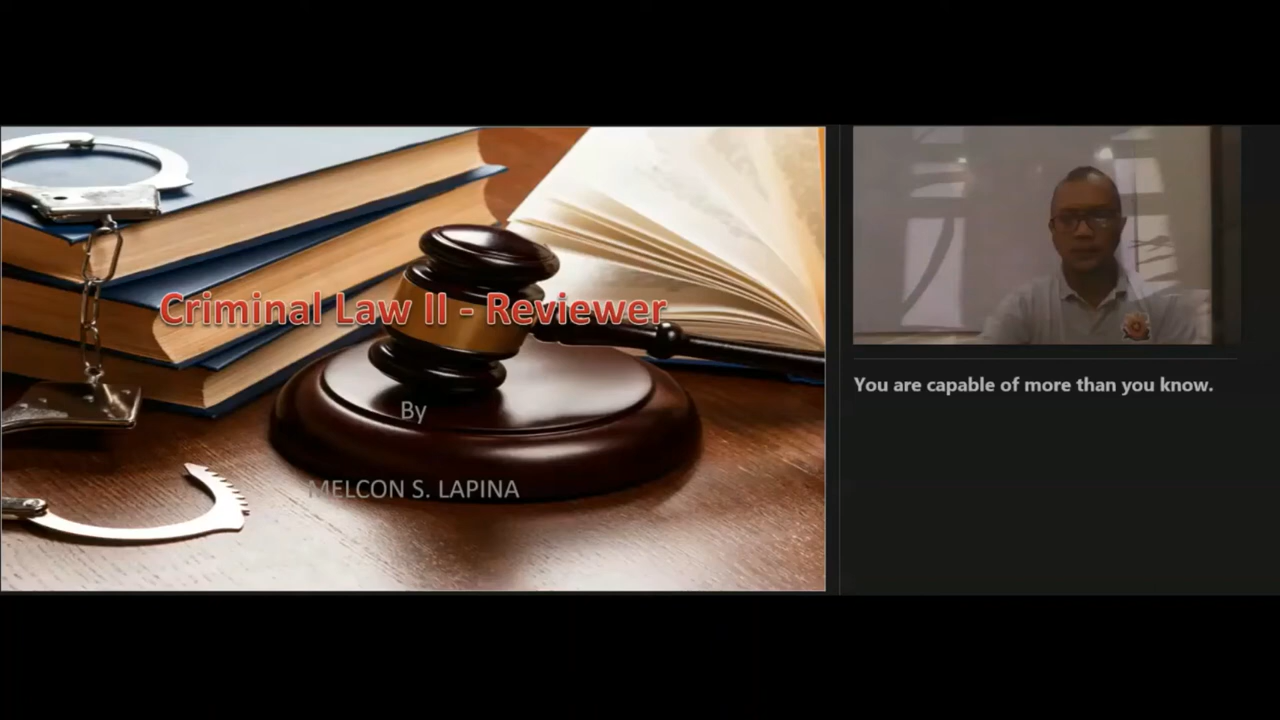 Criminal Law II - Reviewer
By
MELCON S. LAPINA
You are capable of more than you know.